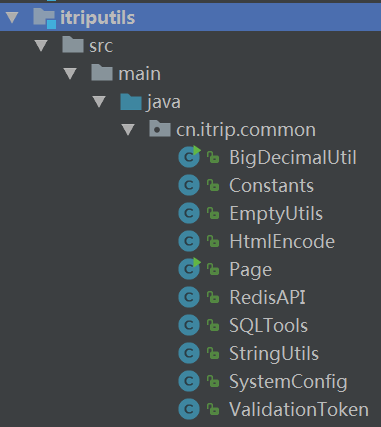 itriputils
src
main
java
cn.itrip.common
BigDecimalUtil
Constants
EmptyUtils
HtmlEncode
Page
RedisAPI
SQLTools
StringUtils
SystemConfig
ValidationToken